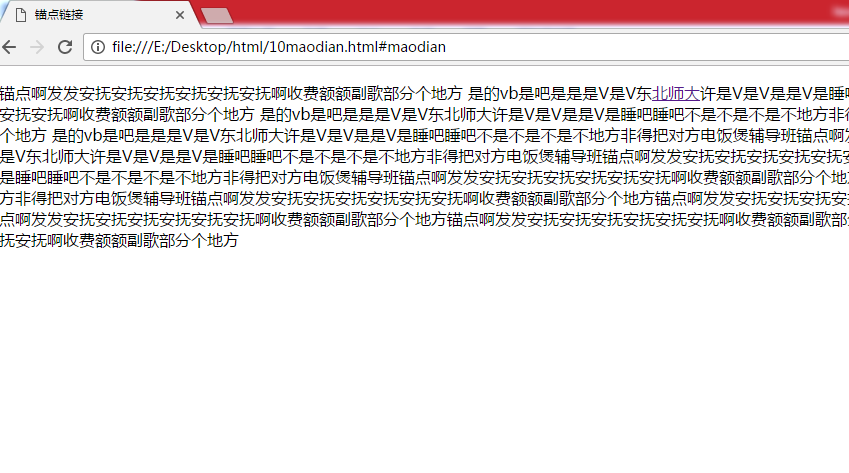 锚点链接
file:///E:/Desktop/html/10maodian.html#maodian
锚点啊发发安抚安抚安抚安抚安抚安抚啊收费额额副歌部分个地方 是的vb是吧是是是V是V东北师大许是V是V是是V是睡
安抚安抚啊收费额额副歌部分个地方 是的vb是吧是是是V是V东北师大许是V是V是是V是睡吧睡吧不是不是不是不地方非得
个地方 是的vb是吧是是是V是V东北师大许是V是V是是V是睡吧睡吧不是不是不是不地方非得把对方电饭煲辅导班锚点啊发
是V东北师大许是V是V是是V是睡吧睡吧不是不是不是不地方非得把对方电饭煲辅导班锚点啊发发安抚安抚安抚安抚安抚安
是睡吧睡吧不是不是不是不地方非得把对方电饭煲辅导班锚点啊发发安抚安抚安抚安抚安抚安抚啊收费额额副歌部分个地
方非得把对方电饭煲辅导班锚点啊发发安抚安抚安抚安抚安抚安抚啊收费额额副歌部分个地方锚点啊发发安抚安抚安抚安
点啊发发安抚安抚安抚安抚安抚安抚啊收费额额副歌部分个地方锚点啊发发安抚安抚安抚安抚安抚安抚啊收费额额副歌部
抚安抚啊收费额额副歌部分个地方